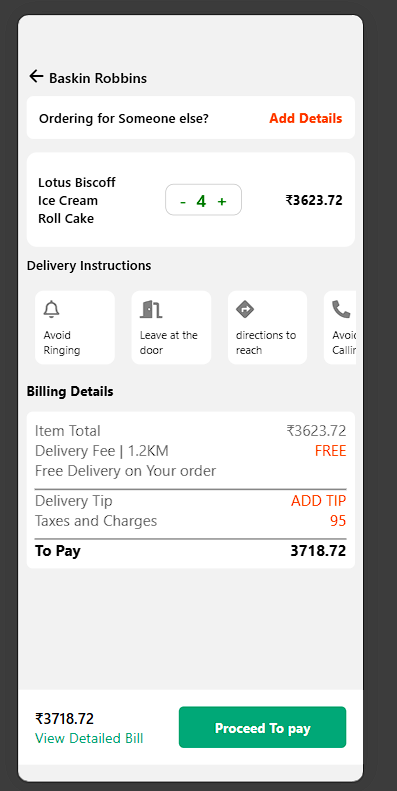 Baskin Robbins
Ordering for Someone else? Add Details
Lotus Biscoff
Ice Cream
Roll Cake
- 4 +
₹3623.72
Delivery Instructions
Avoid
Ringing
Leave at the
door
directions to
reach
Avoid
Callin
Billing Details
Item Total ₹3623.72
Delivery Fee | 1.2KM FREE
Free Delivery on Your order
Delivery Tip ADD TIP
Taxes and Charges 95
To Pay 3718.72
₹3718.72
View Detailed Bill
Proceed To pay